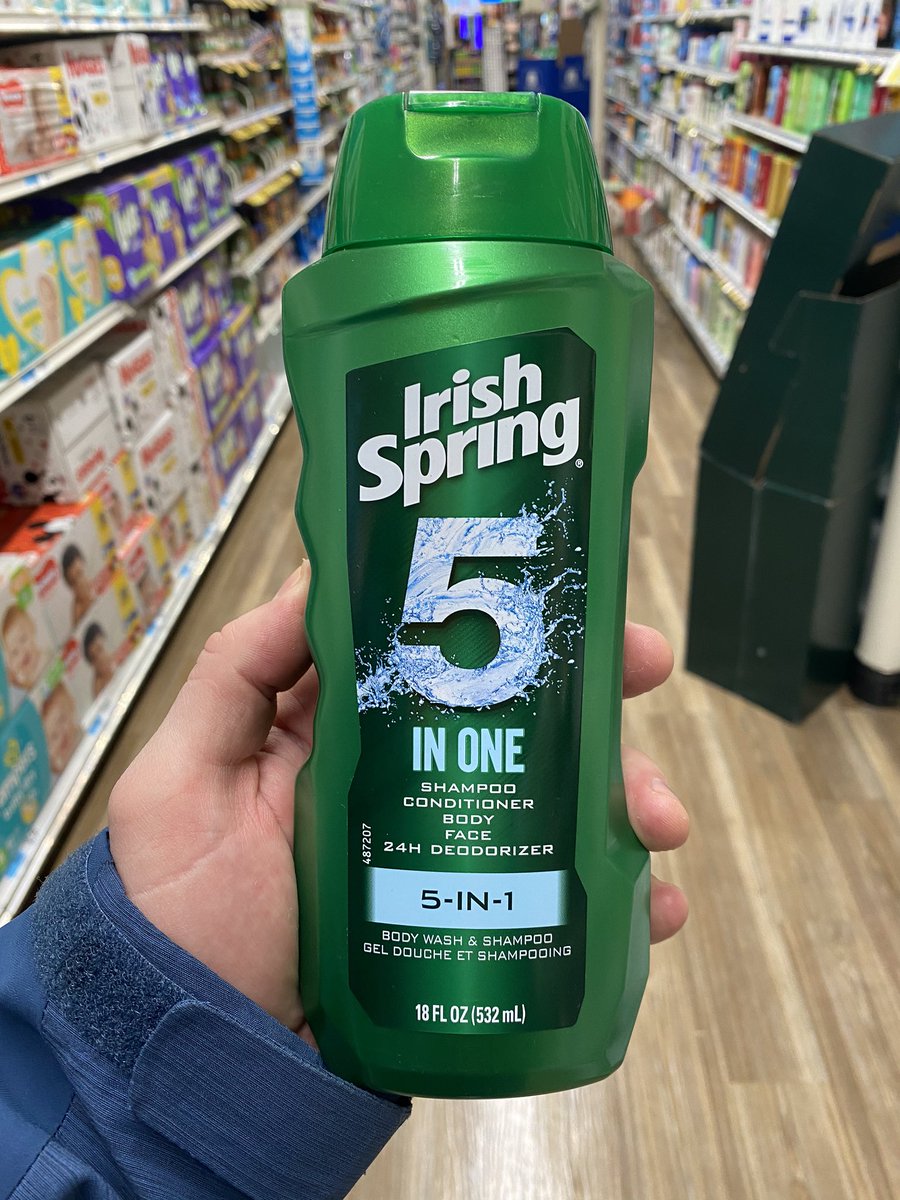 Irish
Spring®
5
IN ONE
SHAMPOO
CONDITIONER
BODY
FACE
24H DEODORIZER
487207
5-IN-1
BODY WASH & SHAMPOO
GEL DOUCHE ET SHAMPOOING
18 FL OZ (532 mL)